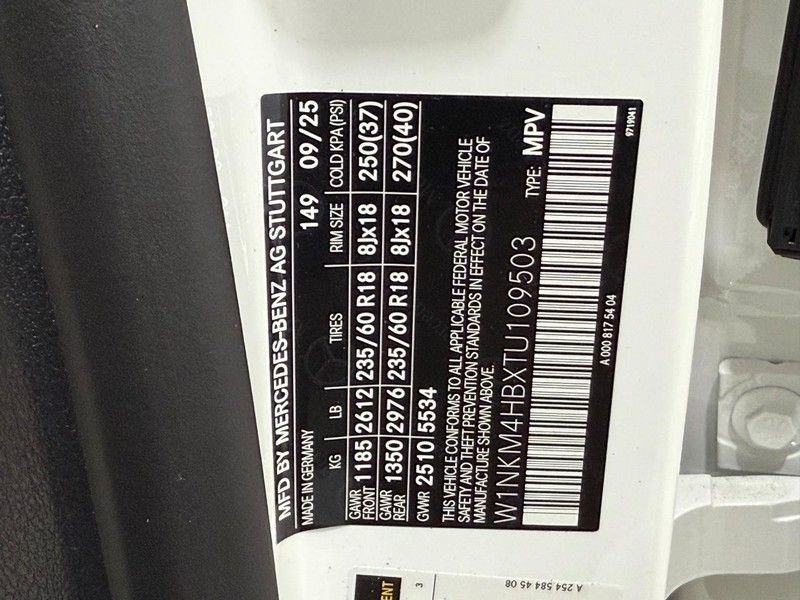 MFD BY MERCEDES-BENZ AG STUTTGART
MADE IN GERMANY 149 09/25
KG LB TIRES RIM SIZE COLD KPA(PSI)
GAWR FRONT 1185 2612 235/60 R18 8Jx18 250(37)
GAWR REAR 1350 2976 235/60 R18 8Jx18 270(40)
GVWR 2510 5534
THIS VEHICLE CONFORMS TO ALL APPLICABLE FEDERAL MOTOR VEHICLE
SAFETY AND THEFT PREVENTION STANDARDS IN EFFECT ON THE DATE OF
MANUFACTURE SHOWN ABOVE.
W1NKM4HBXTU109503 TYPE: MPV
A 000 817 54 04
9719041
3
A 254 584 45 08